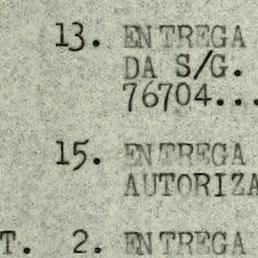 13. ENTREGA
DA S/G.
76704...
15. ENTREGA
AUTORIZA
T. 2. ENTREGA